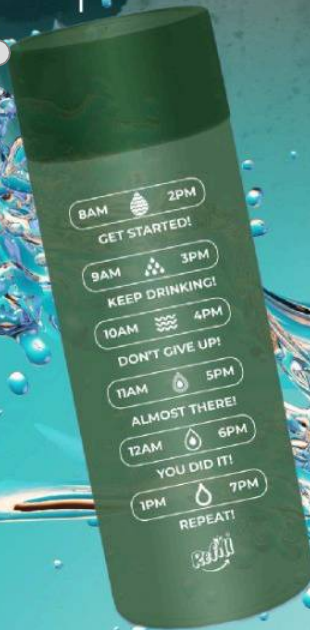 8AM 2PM
GET STARTED!
9AM 3PM
KEEP DRINKING!
10AM 4PM
DON'T GIVE UP!
11AM 5PM
ALMOST THERE!
12AM 6PM
YOU DID IT!
1PM 7PM
REPEAT!
Refill